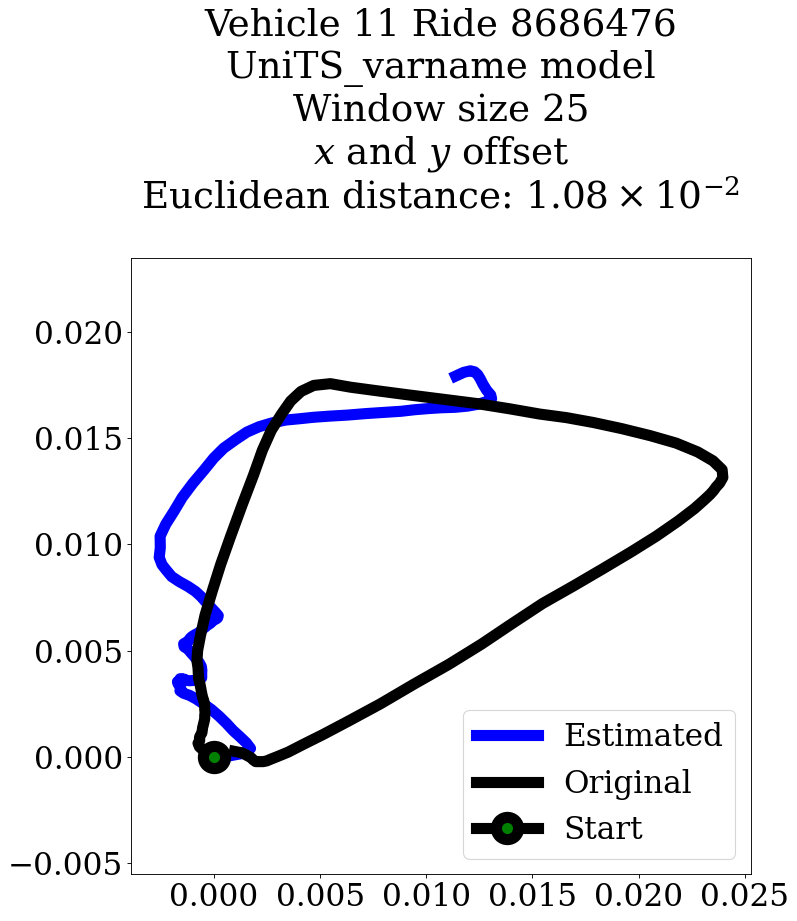 Vehicle 11 Ride 8686476
UniTS_varname model
Window size 25
x and y offset
Euclidean distance: 1.08 × 10⁻²
0.020
0.015
0.010
0.005
0.000
−0.005
0.000 0.005 0.010 0.015 0.020 0.025
Estimated
Original
Start